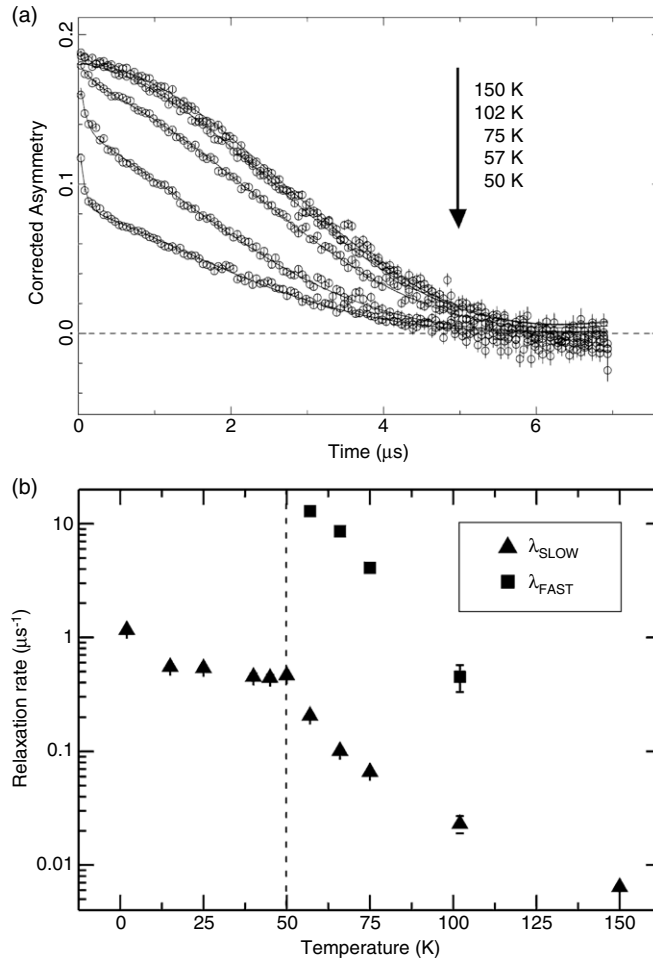 (a)
0.2
0.1
0.0
Corrected Asymmetry
150 K
102 K
75 K
57 K
50 K
0
2
4
6
Time (μs)
(b)
10
1
0.1
0.01
Relaxation rate (μs⁻¹)
λSLOW
λFAST
0
25
50
75
100
125
150
Temperature (K)